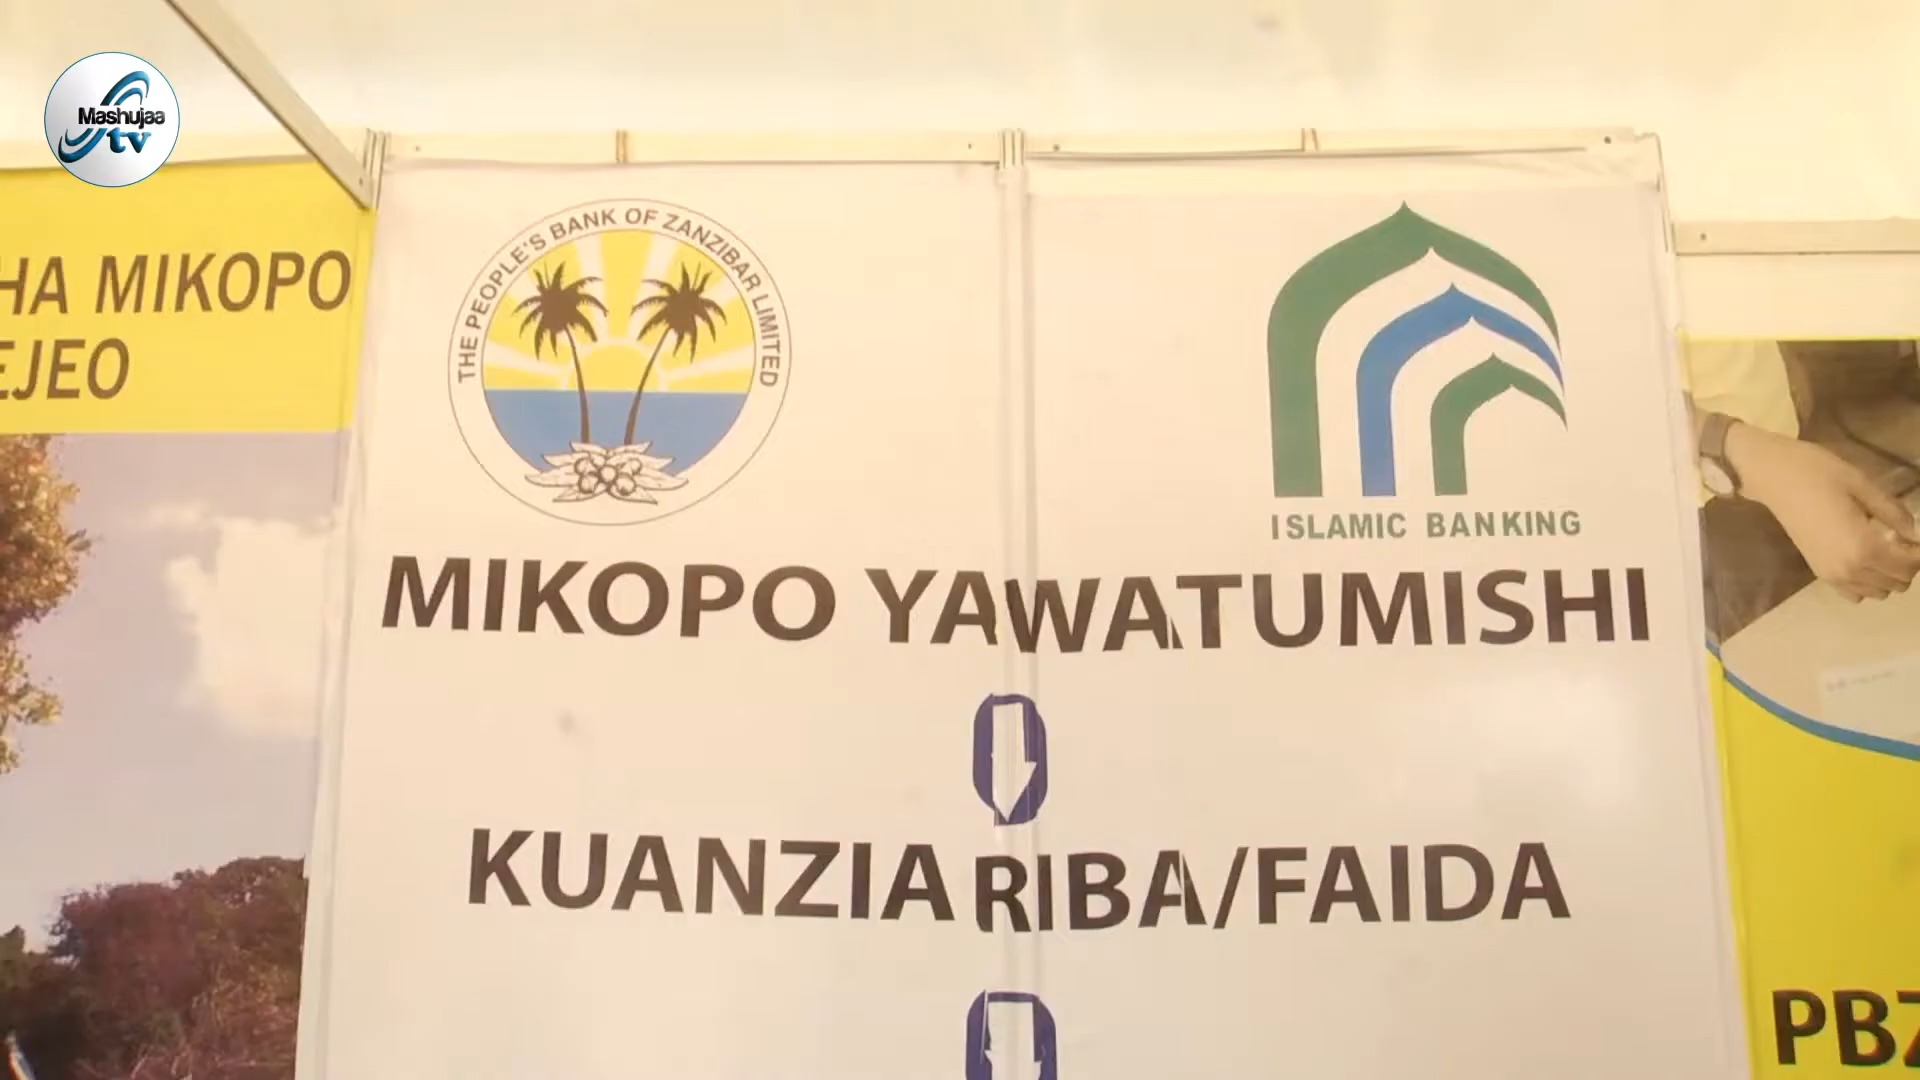 Mashujaa
tv
HA MIKOPO
EJEO
THE PEOPLE'S BANK OF ZANZIBAR LIMITED
ISLAMIC BANKING
MIKOPO YAWATUMISHI
KUANZIA RIBA/FAIDA
PBZ